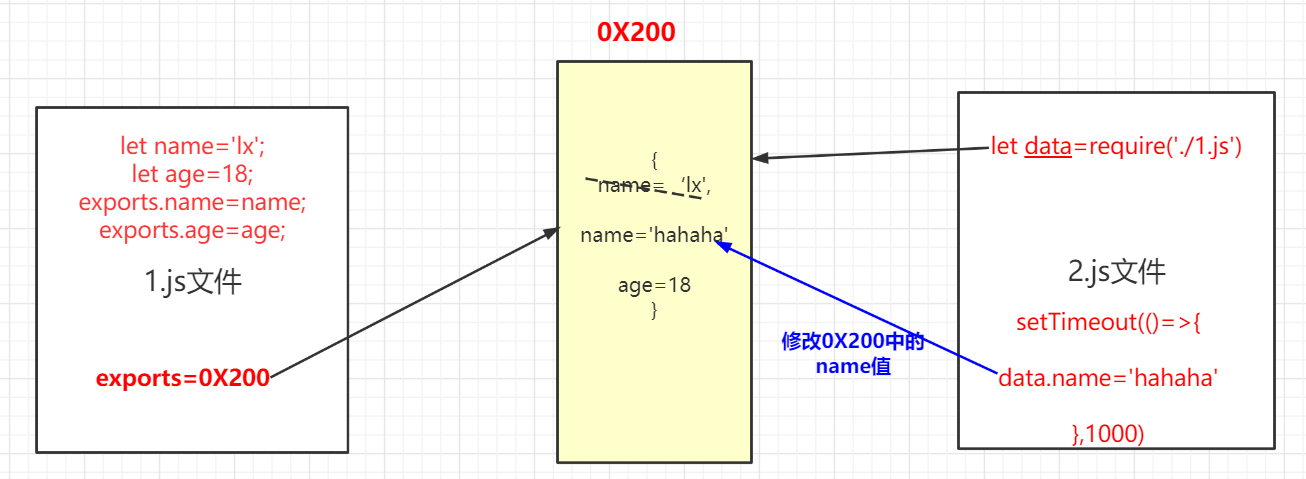 0X200
let name='lx';
let age=18;
exports.name=name;
exports.age=age;
1.js文件
exports=0X200
{
name= ‘lx',
name='hahaha'
age=18
}
let data=require('./1.js')
2.js文件
setTimeout(()=>{
data.name='hahaha'
},1000)
修改0X200中的
name值